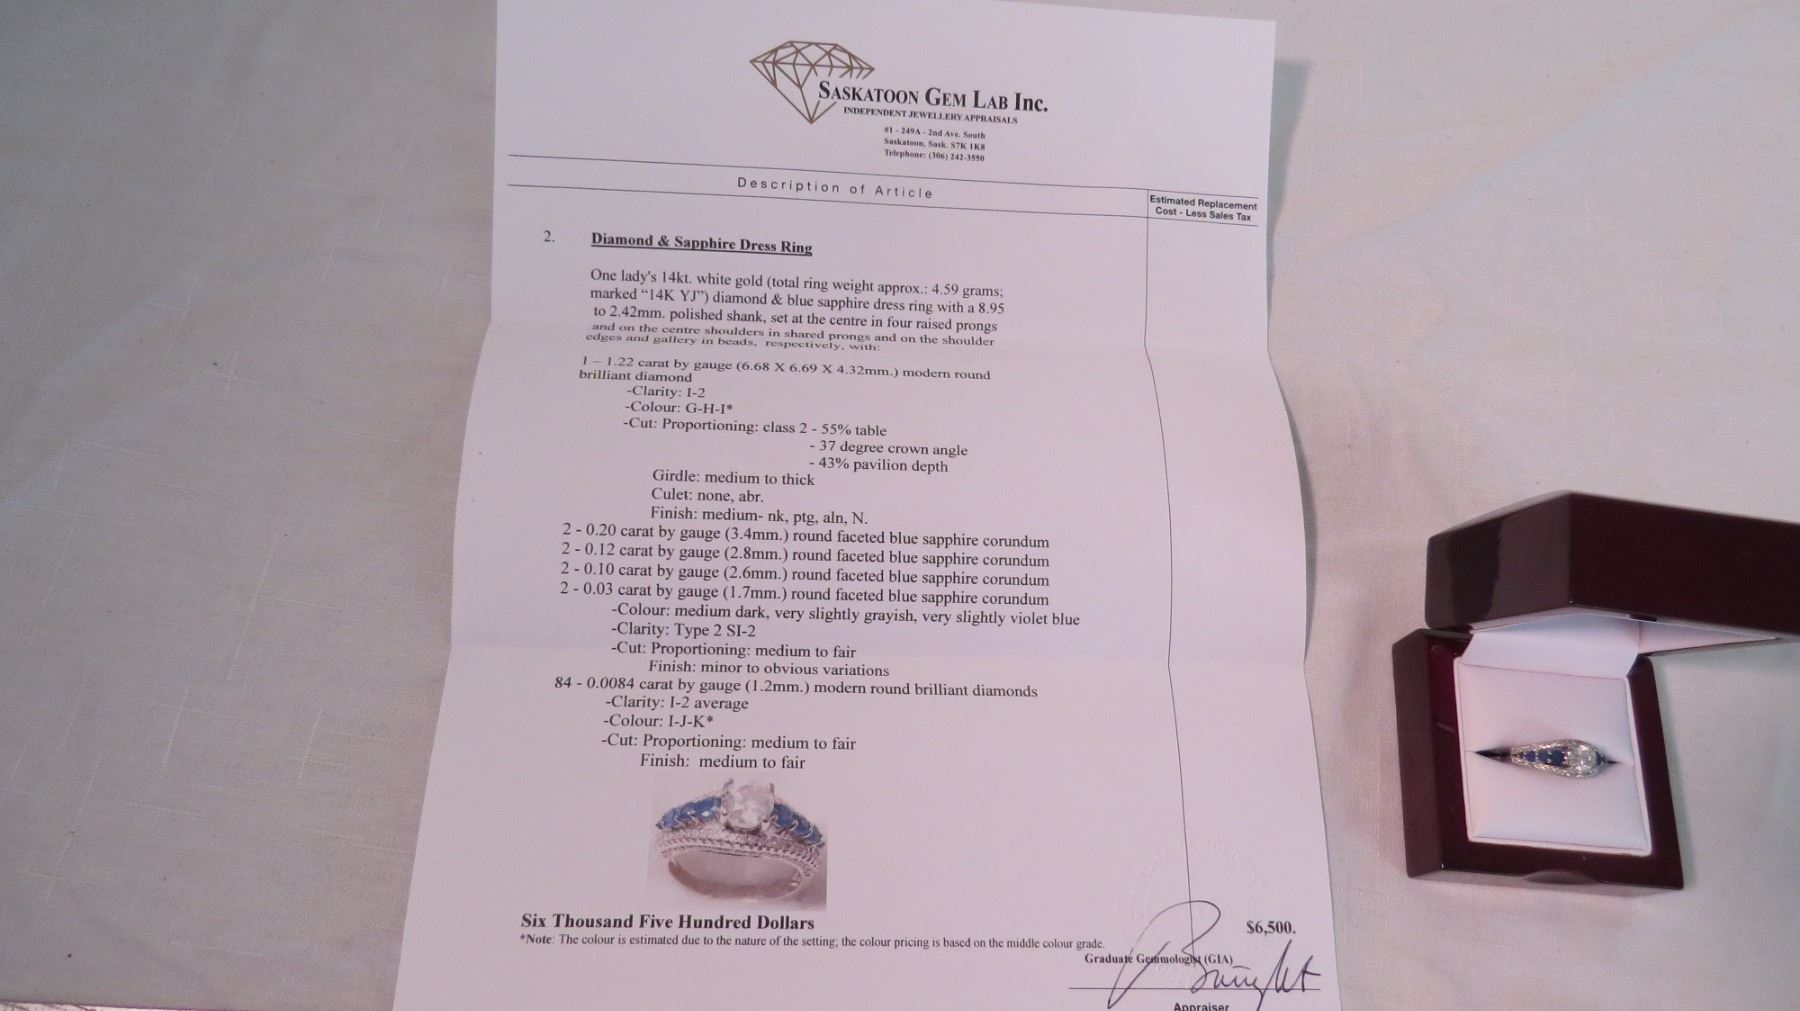 SASKATOON GEM LAB Inc.
INDEPENDENT JEWELLERY APPRAISALS
#1 - 249A - 2nd Ave. South
Saskatoon, Sask. S7K 1K8
Telephone: (306) 242-3550
Description of Article
Estimated Replacement
Cost - Less Sales Tax
2. Diamond & Sapphire Dress Ring
One lady's 14kt. white gold (total ring weight approx.: 4.59 grams;
marked "14K YJ") diamond & blue sapphire dress ring with a 8.95
to 2.42mm. polished shank, set at the centre in four raised prongs
and on the centre shoulders in shared prongs and on the shoulder
edges and gallery in beads, respectively, with:
1 – 1.22 carat by gauge (6.68 X 6.69 X 4.32mm.) modern round
brilliant diamond
-Clarity: I-2
-Colour: G-H-I*
-Cut: Proportioning: class 2 - 55% table
- 37 degree crown angle
- 43% pavilion depth
Girdle: medium to thick
Culet: none, abr.
Finish: medium- nk, ptg, aln, N.
2 - 0.20 carat by gauge (3.4mm.) round faceted blue sapphire corundum
2 - 0.12 carat by gauge (2.8mm.) round faceted blue sapphire corundum
2 - 0.10 carat by gauge (2.6mm.) round faceted blue sapphire corundum
2 - 0.03 carat by gauge (1.7mm.) round faceted blue sapphire corundum
-Colour: medium dark, very slightly grayish, very slightly violet blue
-Clarity: Type 2 SI-2
-Cut: Proportioning: medium to fair
Finish: minor to obvious variations
84 - 0.0084 carat by gauge (1.2mm.) modern round brilliant diamonds
-Clarity: I-2 average
-Colour: I-J-K*
-Cut: Proportioning: medium to fair
Finish: medium to fair
Six Thousand Five Hundred Dollars
$6,500.
*Note: The colour is estimated due to the nature of the setting; the colour pricing is based on the middle colour grade.
Graduate Gemmologist (GIA)
Appraiser